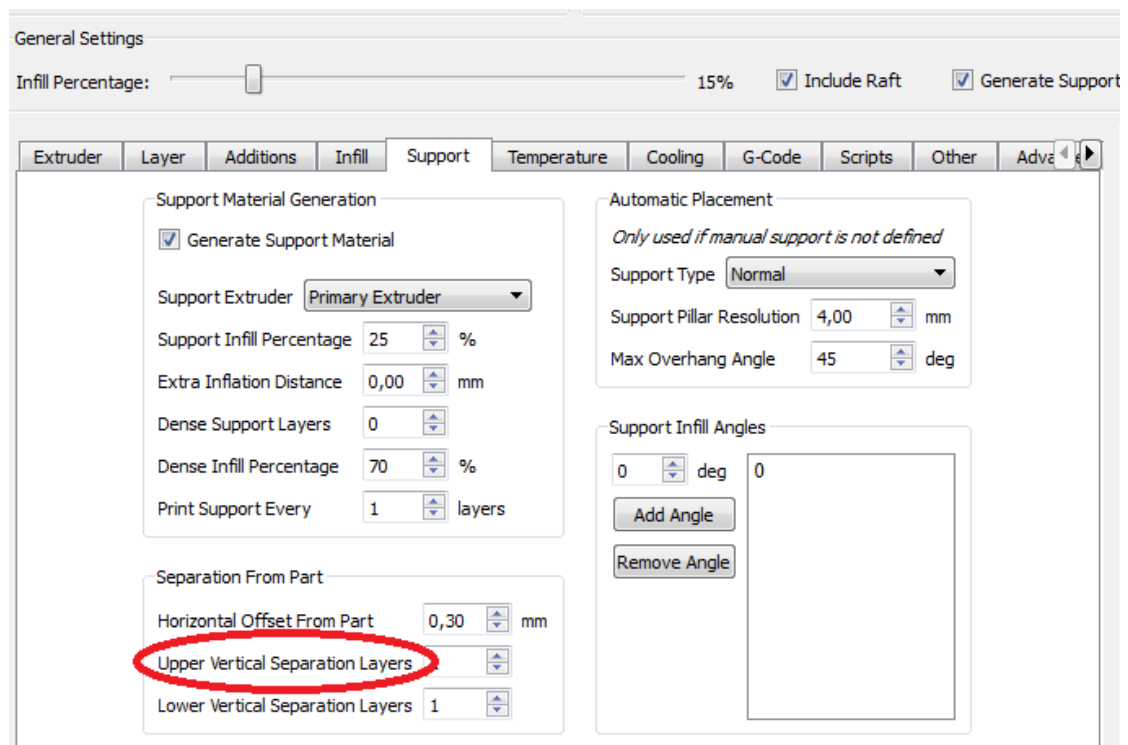 General Settings
Infill Percentage: 15% Include Raft Generate Support
Extruder Layer Additions Infill Support Temperature Cooling G-Code Scripts Other
Support Material Generation
Generate Support Material
Support Extruder Primary Extruder
Support Infill Percentage 25 %
Extra Inflation Distance 0,00 mm
Dense Support Layers 0
Dense Infill Percentage 70 %
Print Support Every 1 layers
Separation From Part
Horizontal Offset From Part 0,30 mm
Upper Vertical Separation Layers
Lower Vertical Separation Layers 1
Automatic Placement
Only used if manual support is not defined
Support Type Normal
Support Pillar Resolution 4,00 mm
Max Overhang Angle 45 deg
Support Infill Angles
0 deg 0
Add Angle
Remove Angle